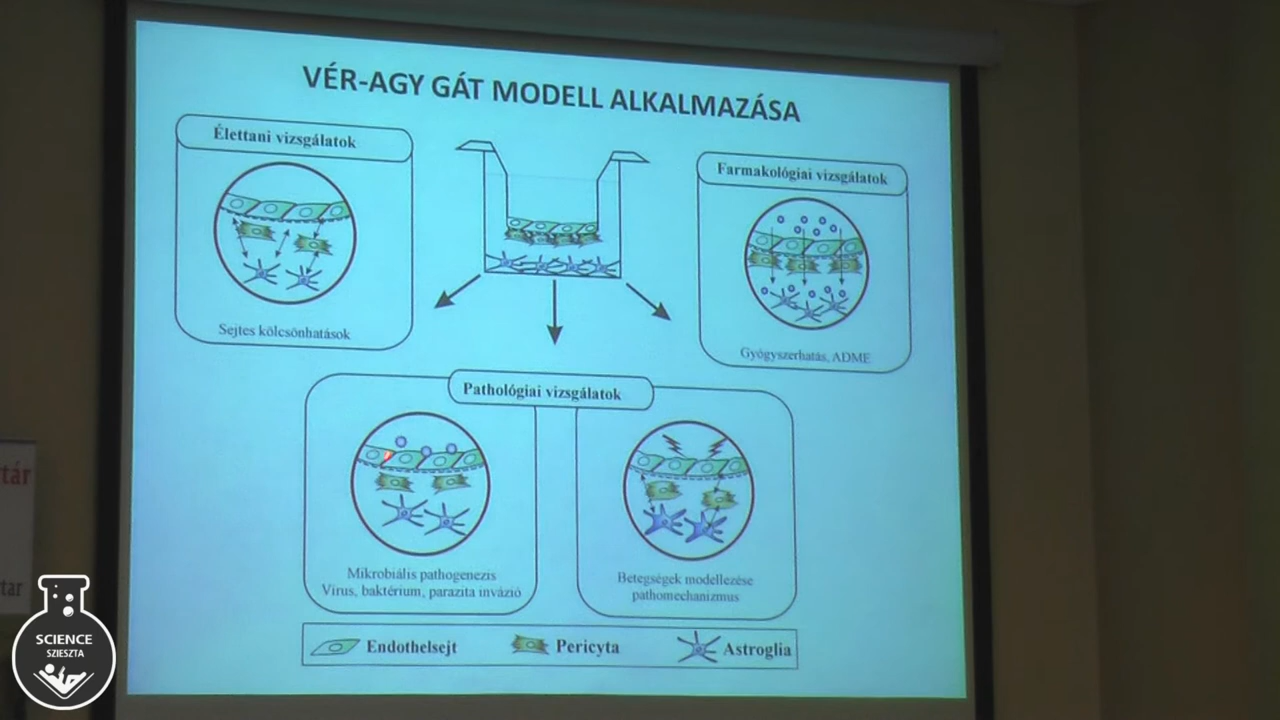 VÉR-AGY GÁT MODELL ALKALMAZÁSA
Élettani vizsgálatok
Sejtes kölcsönhatások
Farmakológiai vizsgálatok
Gyógyszerhatás, ADME
Pathológiai vizsgálatok
Mikrobiális pathogenezis
Vírus, baktérium, parazita invázió
Betegségek modellezése
pathomechanizmus
Endothelsejt
Pericyta
Astroglia
tár
tar
SCIENCE
SZIESZTA